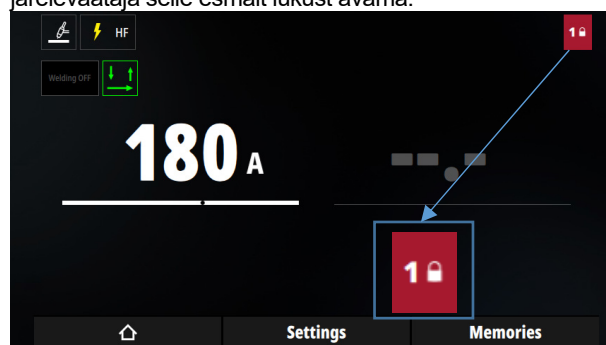 järelevaataja selle esmalt lukust avama.
HF
1
Welding OFF
180 A
--.-
1
Settings
Memories